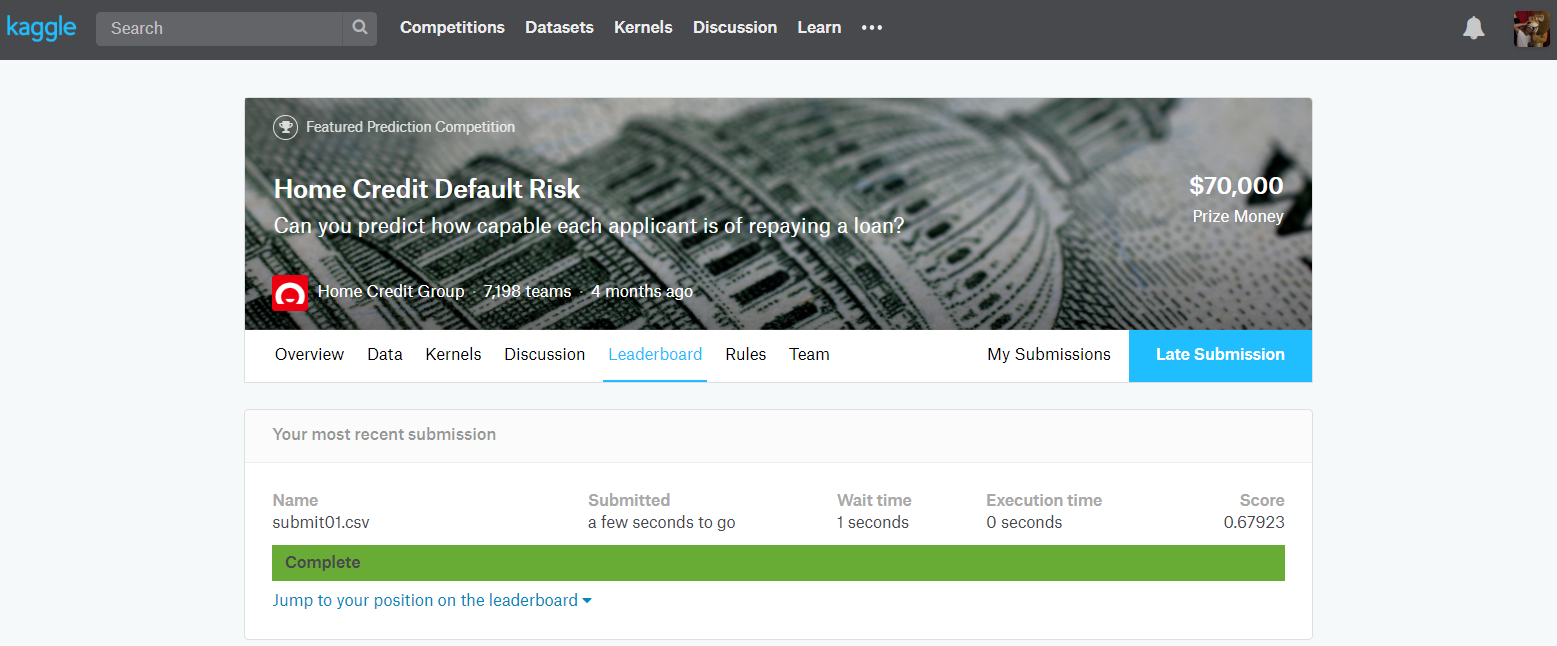 kaggle Search Competitions Datasets Kernels Discussion Learn •••
Featured Prediction Competition
Home Credit Default Risk
Can you predict how capable each applicant is of repaying a loan?
$70,000
Prize Money
Home Credit Group · 7,198 teams · 4 months ago
Overview Data Kernels Discussion Leaderboard Rules Team My Submissions Late Submission
Your most recent submission
Name Submitted Wait time Execution time Score
submit01.csv a few seconds to go 1 seconds 0 seconds 0.67923
Complete
Jump to your position on the leaderboard